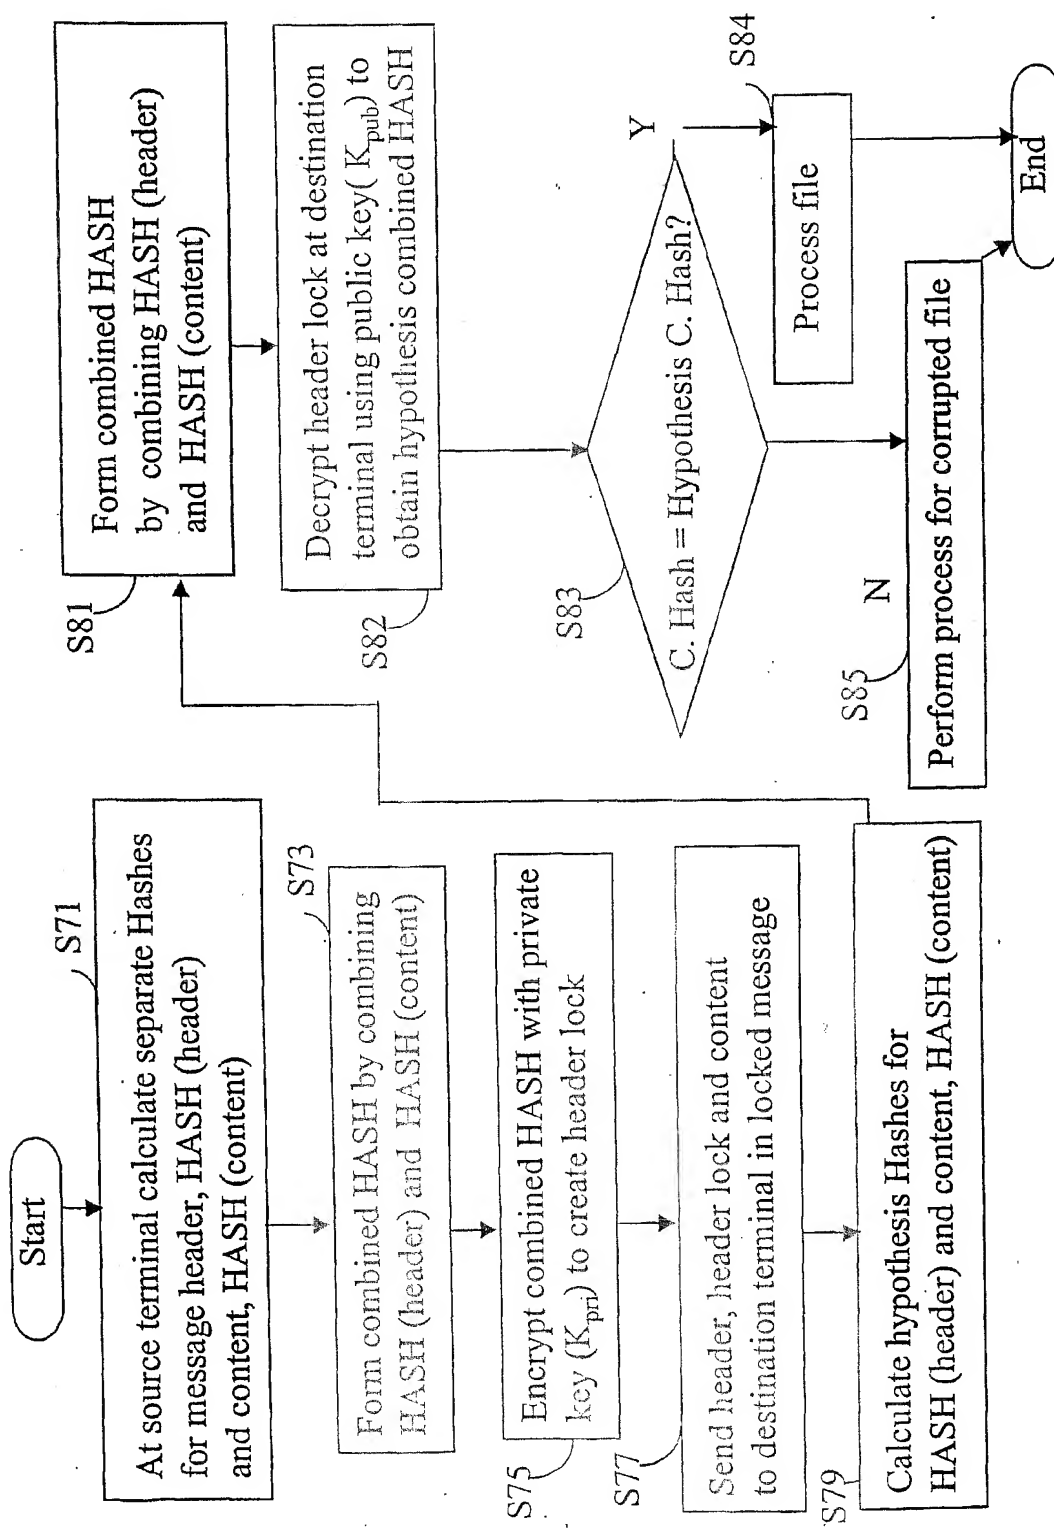 Start
S71
At source terminal calculate separate Hashes
for message header, HASH (header)
and content, HASH (content)
S73
Form combined HASH by combining
HASH (header) and HASH (content)
Encrypt combined HASH with private
key (Kpri) to create header lock
S75
S77
Send header, header lock and content
to destination terminal in locked message
S79
Calculate hypothesis Hashes for
HASH (header) and content, HASH (content)
Form combined HASH
by combining HASH (header)
and HASH (content)
S81
Decrypt header lock at destination
terminal using public key( Kpub) to
obtain hypothesis combined HASH
S82
S83
C. Hash = Hypothesis C. Hash?
Y
S84
Process file
N
S85
Perform process for corrupted file
End